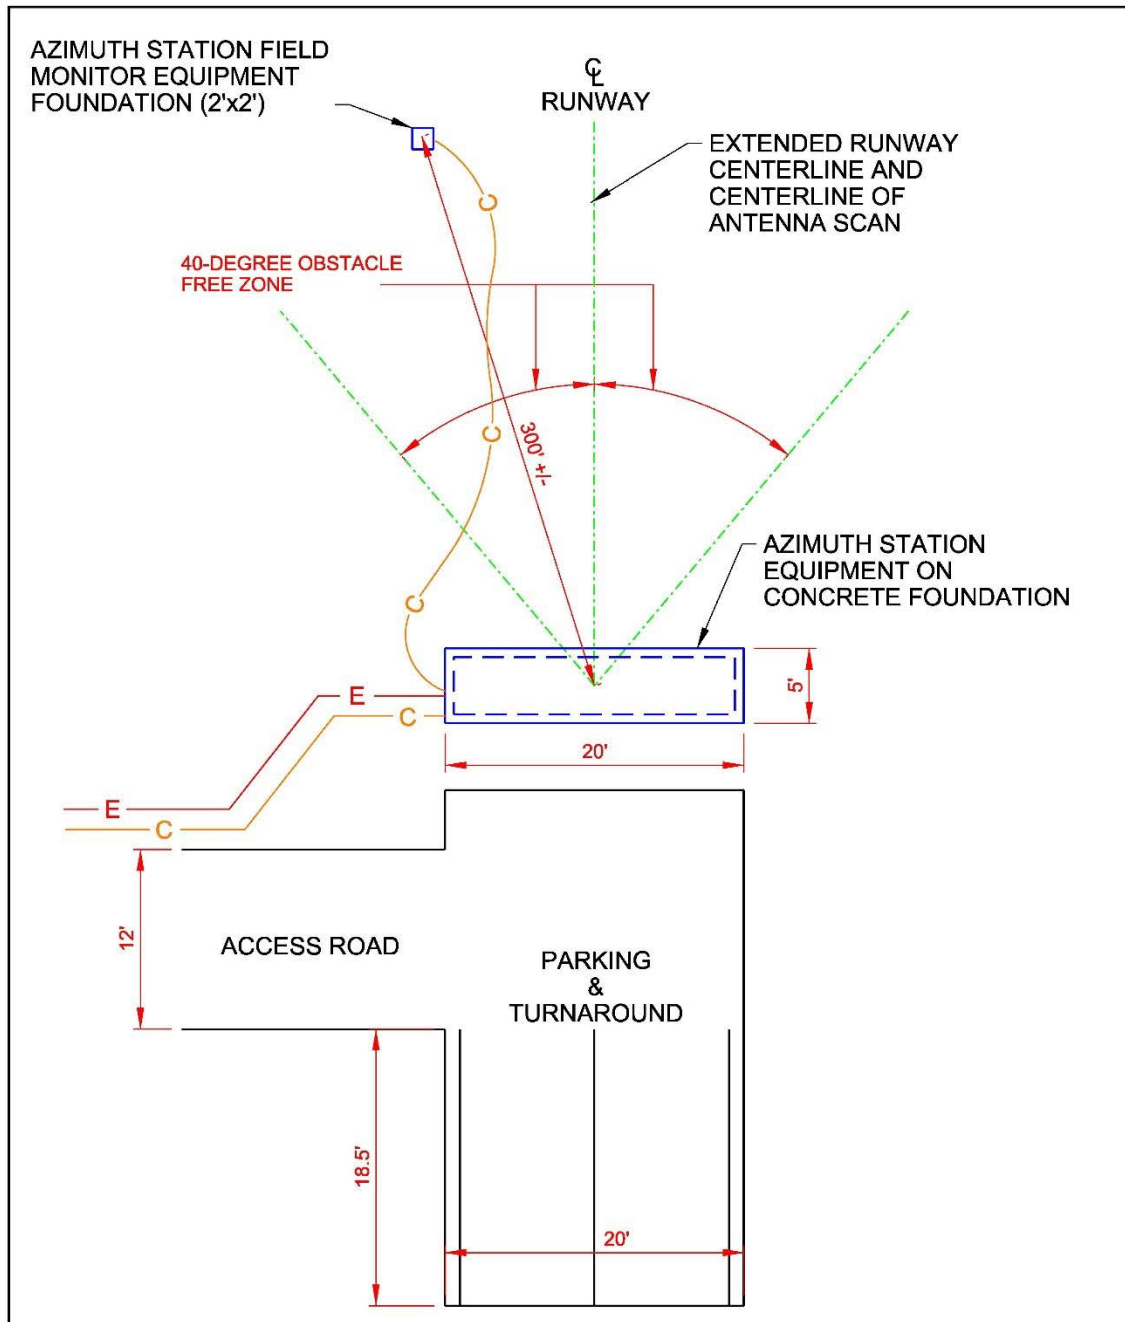 AZIMUTH STATION FIELD
MONITOR EQUIPMENT
FOUNDATION (2'x2')
℄
RUNWAY
EXTENDED RUNWAY
CENTERLINE AND
CENTERLINE OF
ANTENNA SCAN
C
40-DEGREE OBSTACLE
FREE ZONE
300' +/-
C
AZIMUTH STATION
EQUIPMENT ON
CONCRETE FOUNDATION
C
5'
E
C
20'
E
C
12'
ACCESS ROAD
PARKING
&
TURNAROUND
18.5'
20'